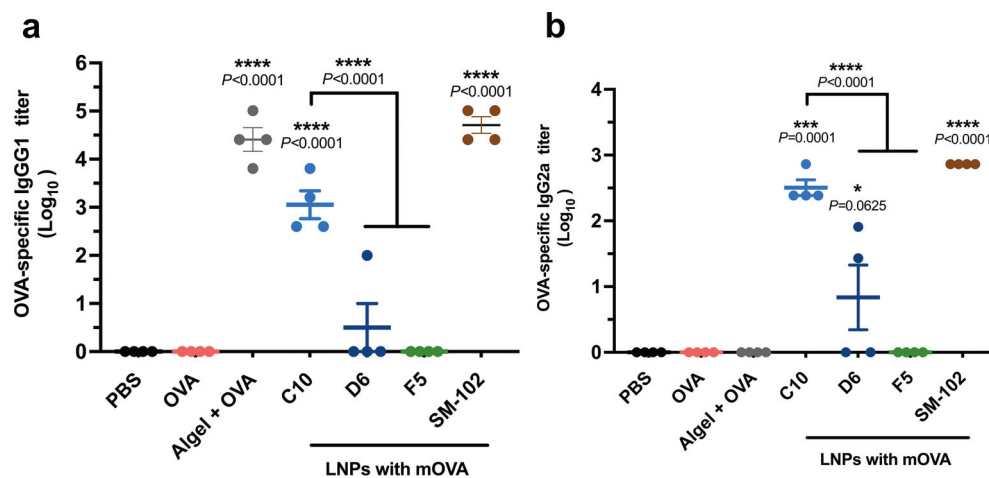 a
OVA-specific IgGG1 titer
(Log10)
6
5
4
3
2
1
0
****
P<0.0001
****
P<0.0001
****
P<0.0001
****
P<0.0001
PBS
OVA
Algel + OVA
C10
D6
F5
SM-102
LNPs with mOVA
b
OVA-specific IgG2a titer
(Log10)
4
3
2
1
0
****
P<0.0001
***
P=0.0001
****
P<0.0001
*
P=0.0625
PBS
OVA
Algel + OVA
C10
D6
F5
SM-102
LNPs with mOVA